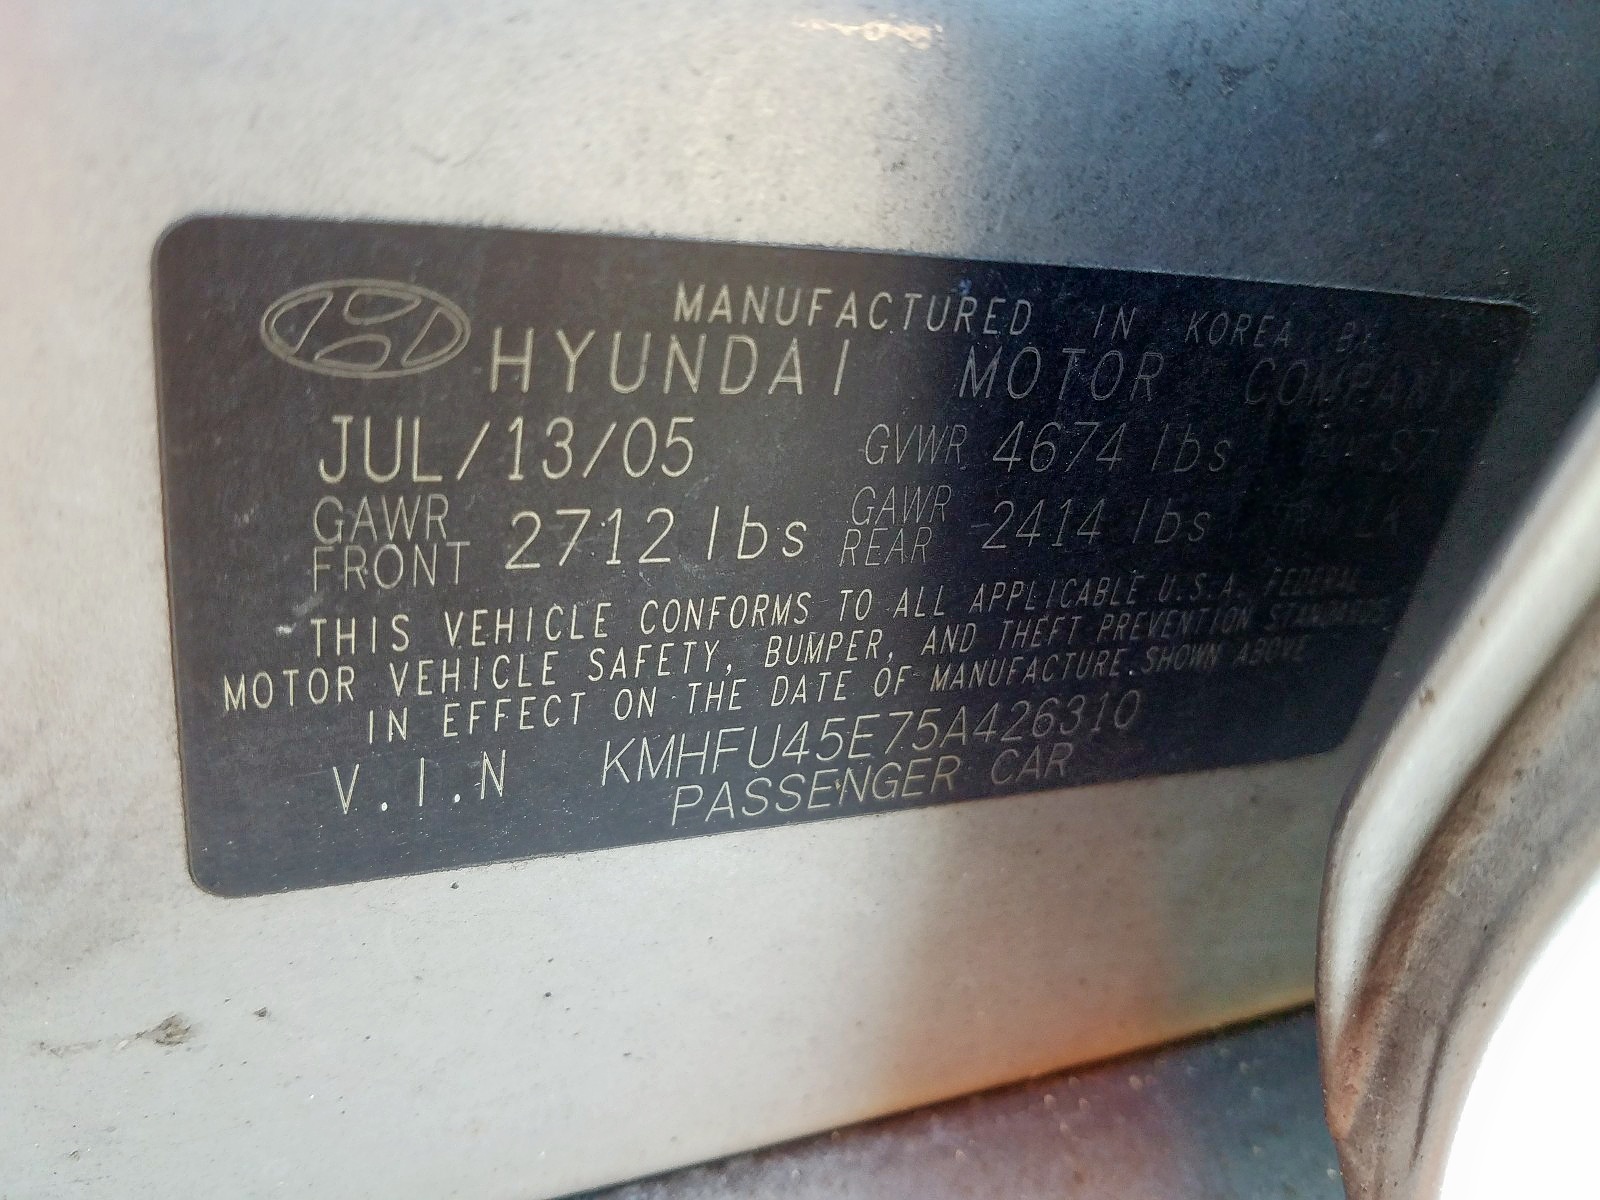 MANUFACTURED IN KOREA BY
HYUNDAI MOTOR COMPANY
JUL/13/05 GVWR 4674 lbs
GAWR FRONT 2712 lbs GAWR REAR 2414 lbs
THIS VEHICLE CONFORMS TO ALL APPLICABLE U.S.A. FEDERAL
MOTOR VEHICLE SAFETY, BUMPER, AND THEFT PREVENTION STANDARDS
IN EFFECT ON THE DATE OF MANUFACTURE SHOWN ABOVE
V.I.N KMHFU45E75A426310
PASSENGER CAR